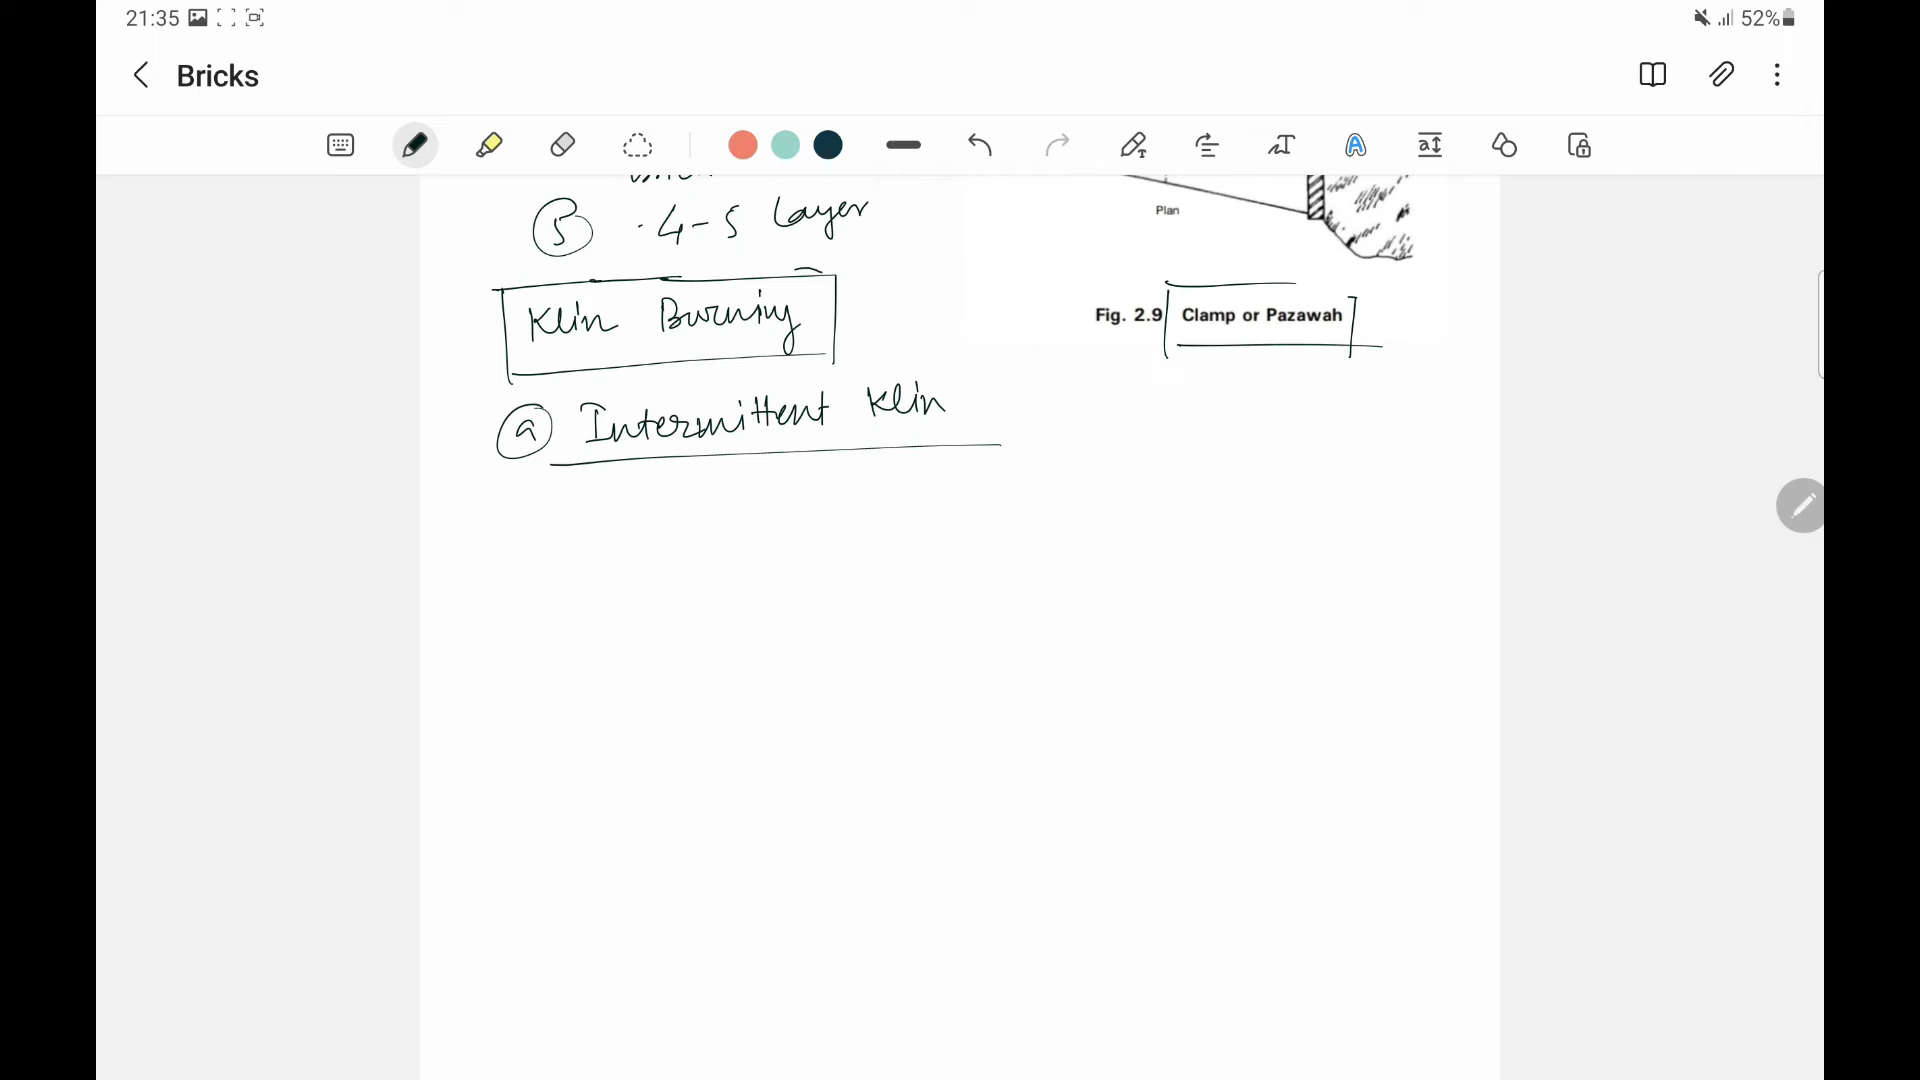 21:35 52%
Bricks
5 . 4-5 Layer
Plan
Klin Burning
Fig. 2.9 Clamp or Pazawah
a Intermittent Klin